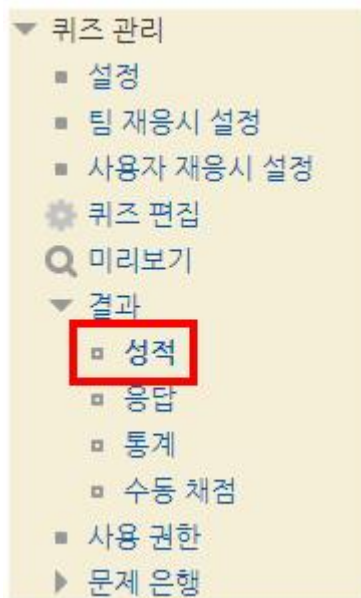 퀴즈 관리
설정
팀 재응시 설정
사용자 재응시 설정
퀴즈 편집
미리보기
결과
성적
응답
통계
수동 채점
사용 권한
문제 은행